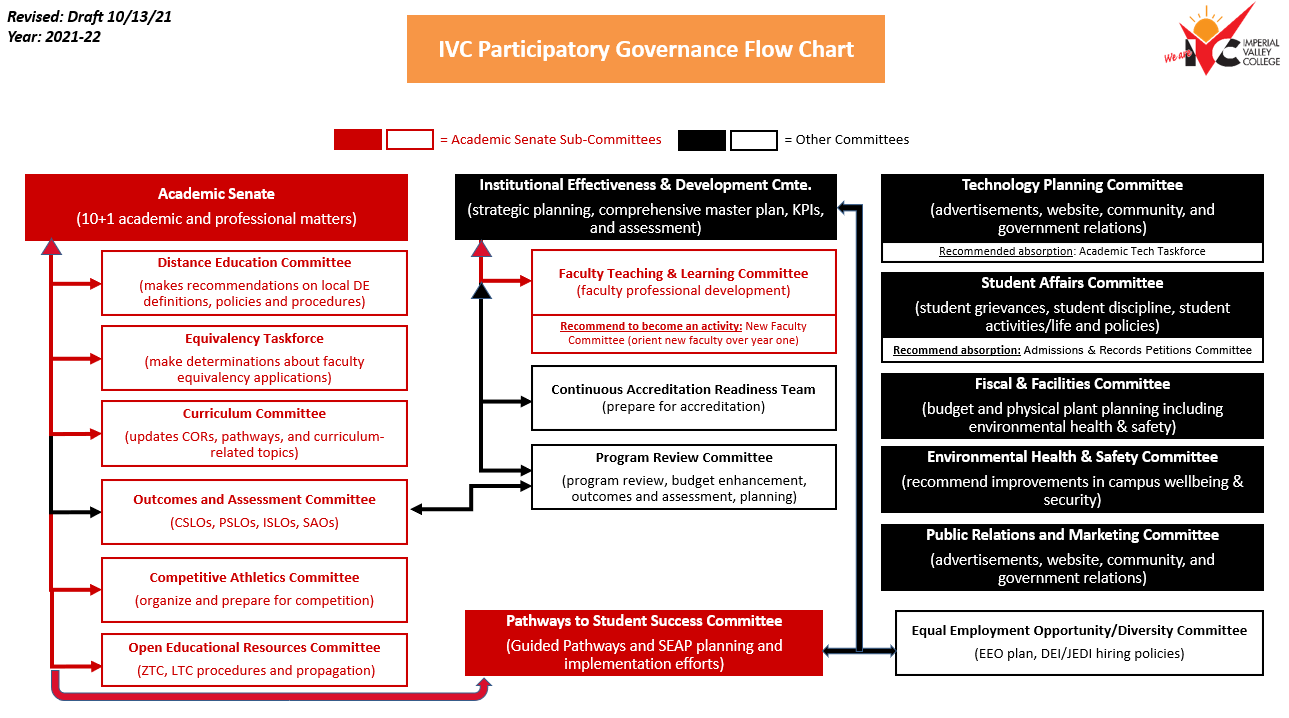 Revised: Draft 10/13/21
Year: 2021-22
IVC Participatory Governance Flow Chart
We are IVC
IMPERIAL
VALLEY
COLLEGE
= Academic Senate Sub-Committees
= Other Committees
Academic Senate
(10+1 academic and professional matters)
Distance Education Committee
(makes recommendations on local DE
definitions, policies and procedures)
Equivalency Taskforce
(make determinations about faculty
equivalency applications)
Curriculum Committee
(updates CORs, pathways, and curriculum-
related topics)
Outcomes and Assessment Committee
(CSLOs, PSLOs, ISLOs, SAOs)
Competitive Athletics Committee
(organize and prepare for competition)
Open Educational Resources Committee
(ZTC, LTC procedures and propagation)
Institutional Effectiveness & Development Cmte.
(strategic planning, comprehensive master plan, KPIs,
and assessment)
Faculty Teaching & Learning Committee
(faculty professional development)
Recommend to become an activity: New Faculty
Committee (orient new faculty over year one)
Continuous Accreditation Readiness Team
(prepare for accreditation)
Program Review Committee
(program review, budget enhancement,
outcomes and assessment, planning)
Pathways to Student Success Committee
(Guided Pathways and SEAP planning and
implementation efforts)
Technology Planning Committee
(advertisements, website, community, and
government relations)
Recommended absorption: Academic Tech Taskforce
Student Affairs Committee
(student grievances, student discipline, student
activities/life and policies)
Recommend absorption: Admissions & Records Petitions Committee
Fiscal & Facilities Committee
(budget and physical plant planning including
environmental health & safety)
Environmental Health & Safety Committee
(recommend improvements in campus wellbeing &
security)
Public Relations and Marketing Committee
(advertisements, website, community, and
government relations)
Equal Employment Opportunity/Diversity Committee
(EEO plan, DEI/JEDI hiring policies)